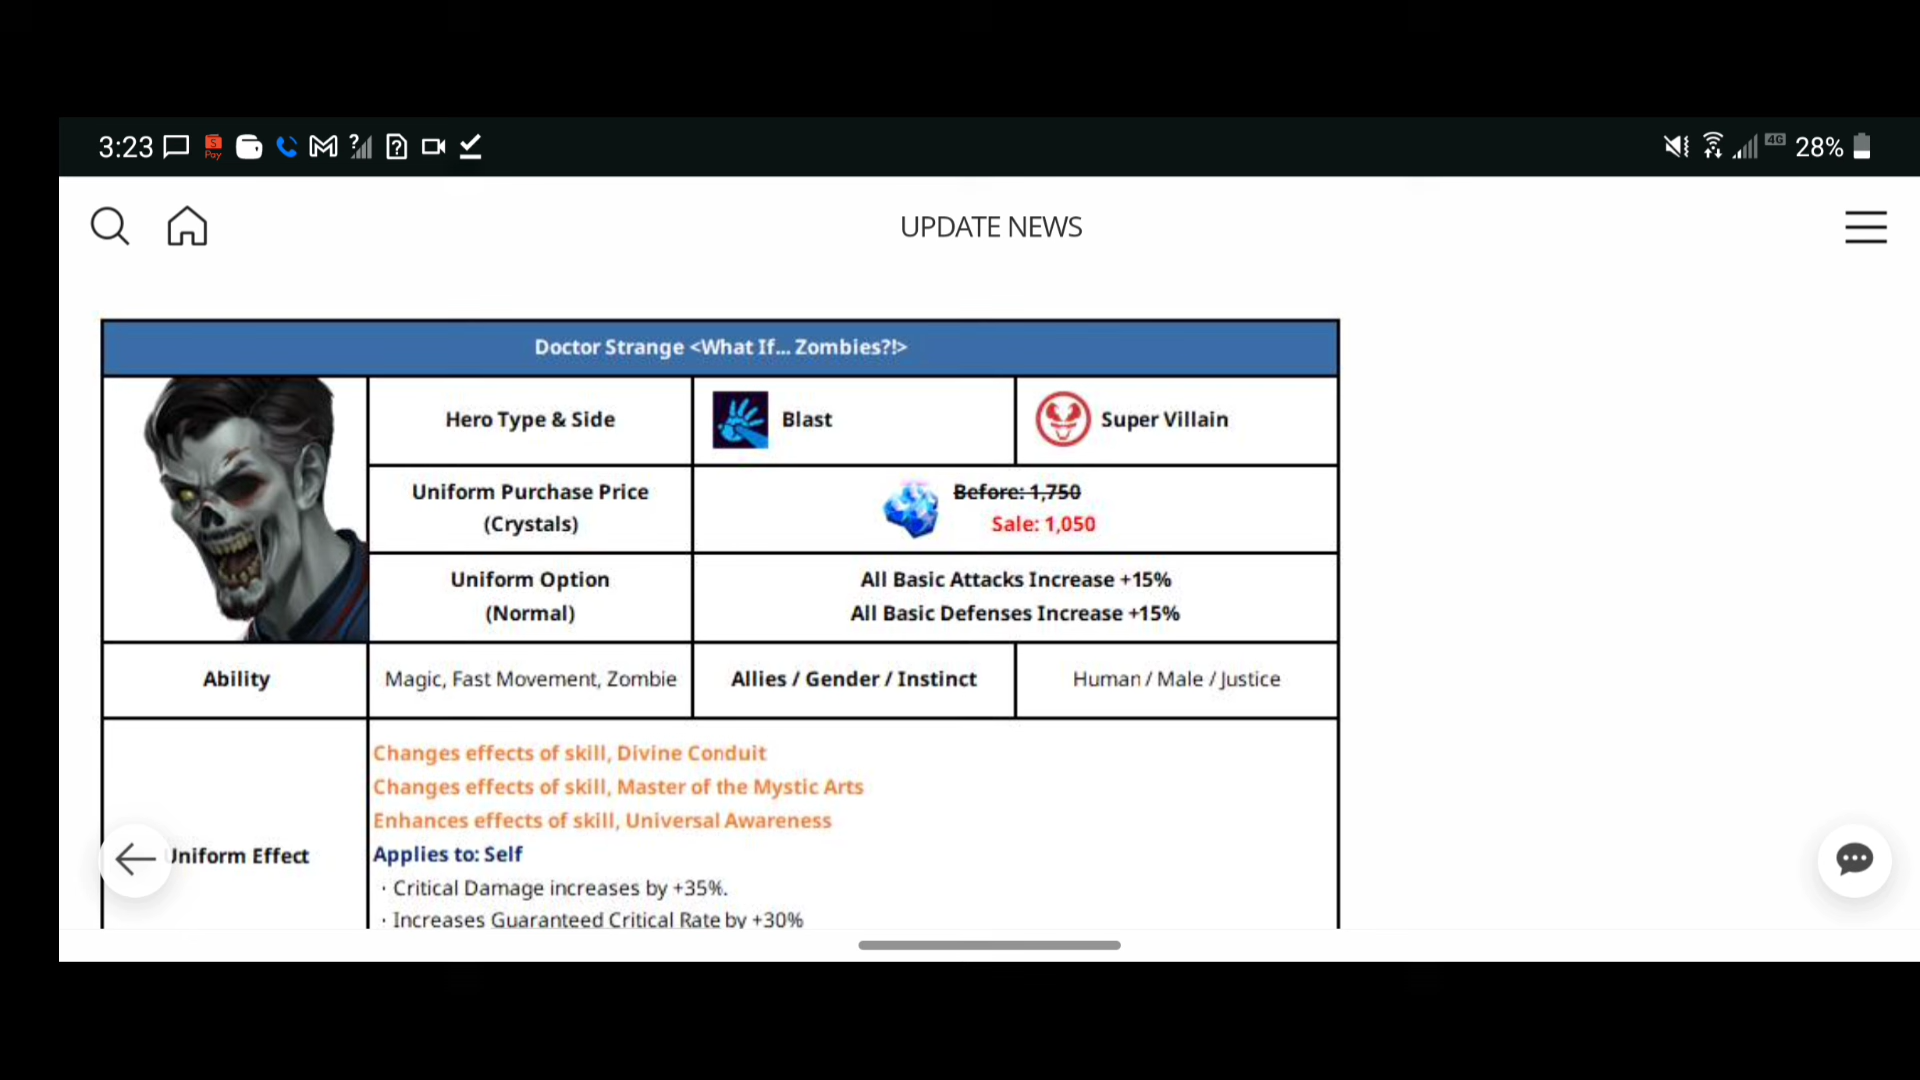 3:23
Pay
4G 28%
UPDATE NEWS
Doctor Strange <What If... Zombies?!>
Hero Type & Side
Blast
Super Villain
Uniform Purchase Price
(Crystals)
Before: 1,750
Sale: 1,050
Uniform Option
(Normal)
All Basic Attacks Increase +15%
All Basic Defenses Increase +15%
Ability
Magic, Fast Movement, Zombie
Allies / Gender / Instinct
Human / Male / Justice
Uniform Effect
Changes effects of skill, Divine Conduit
Changes effects of skill, Master of the Mystic Arts
Enhances effects of skill, Universal Awareness
Applies to: Self
· Critical Damage increases by +35%.
· Increases Guaranteed Critical Rate by +30%